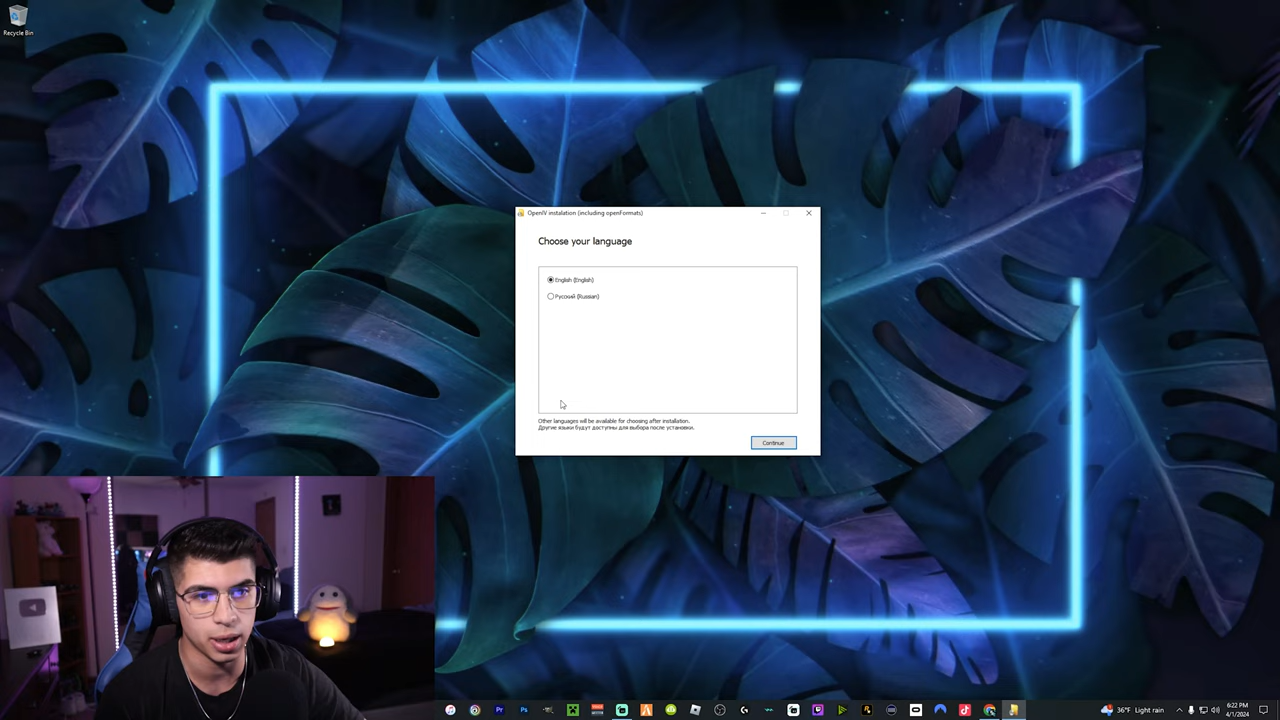 Recycle Bin
OpenIV instalation (including openFormats)
Choose your language
English (English)
Русский (Russian)
Other languages will be available for choosing after installation.
Другие языки будут доступны для выбора после установки.
Continue
36°F Light rain
6:22 PM
4/1/2024